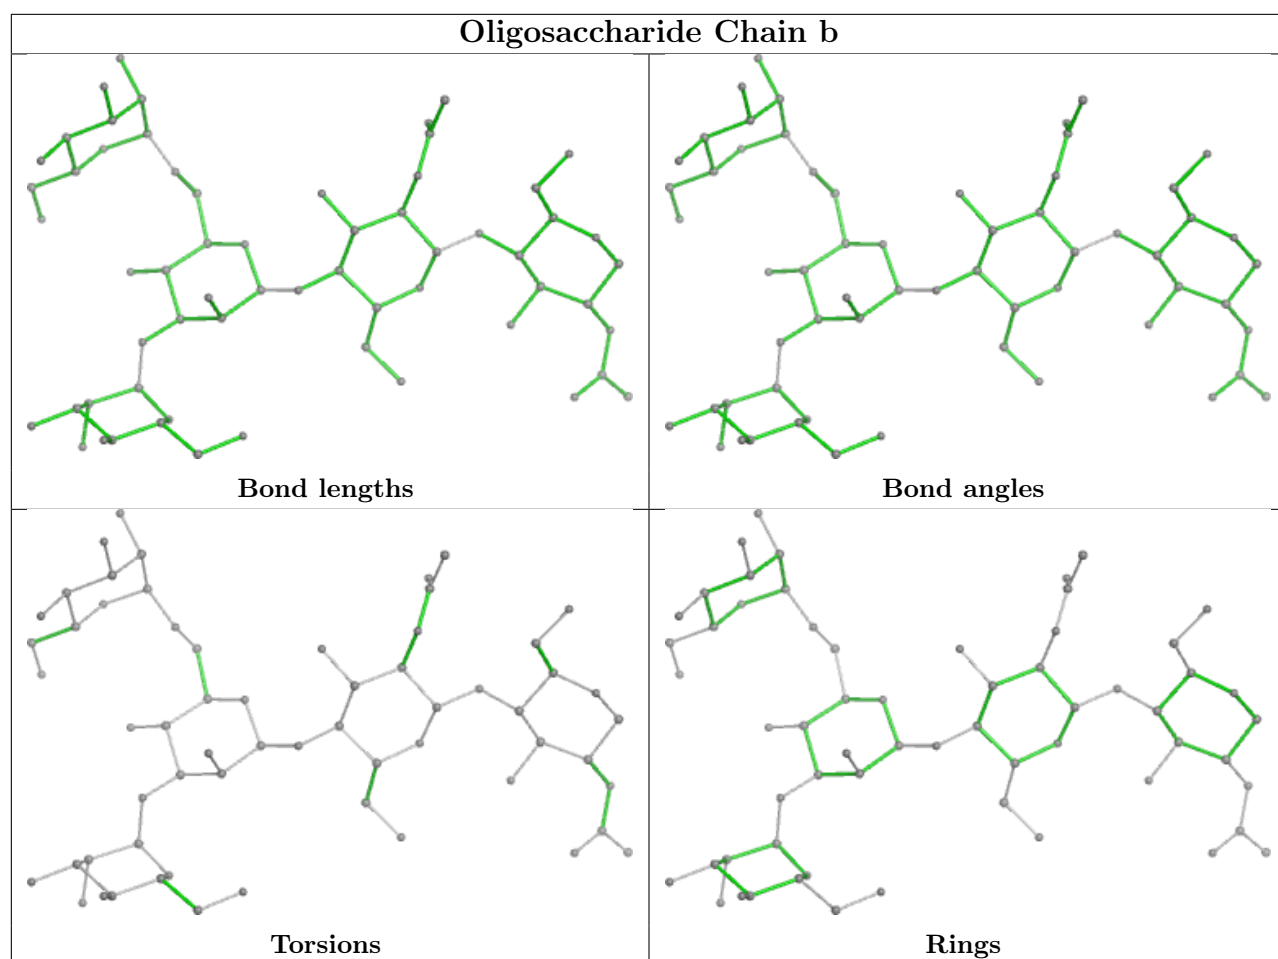 Oligosaccharide Chain b
Bond lengths
Bond angles
Torsions
Rings